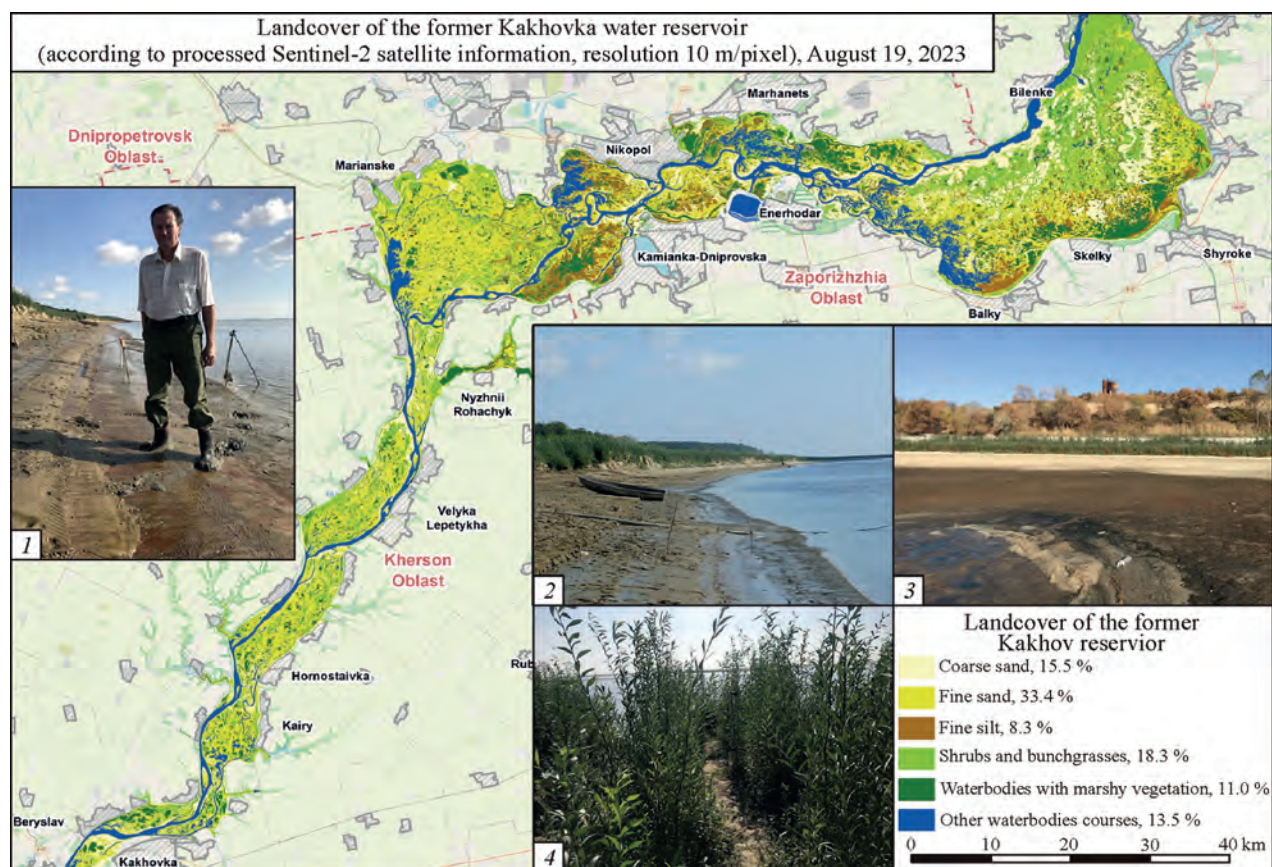 Landcover of the former Kakhovka water reservoir
(according to processed Sentinel-2 satellite information, resolution 10 m/pixel), August 19, 2023
Marhanets
Bilenke
Dnipropetrovsk
Oblast
Nikopol
Marianske
Enerhodar
Kamianka-Dniprovska
Skelky
Shyroke
Zaporizhzhia
Oblast
Balky
Nyzhnii
Rohachyk
Velyka
Lepetykha
1
Kherson
Oblast
2
3
Hornostaivka
Rub
Kairy
Beryslav
Kakhovka
4
Landcover of the former
Kakhov reservior
Coarse sand, 15.5 %
Fine sand, 33.4 %
Fine silt, 8.3 %
Shrubs and bunchgrasses, 18.3 %
Waterbodies with marshy vegetation, 11.0 %
Other waterbodies courses, 13.5 %
0 10 20 30 40 km